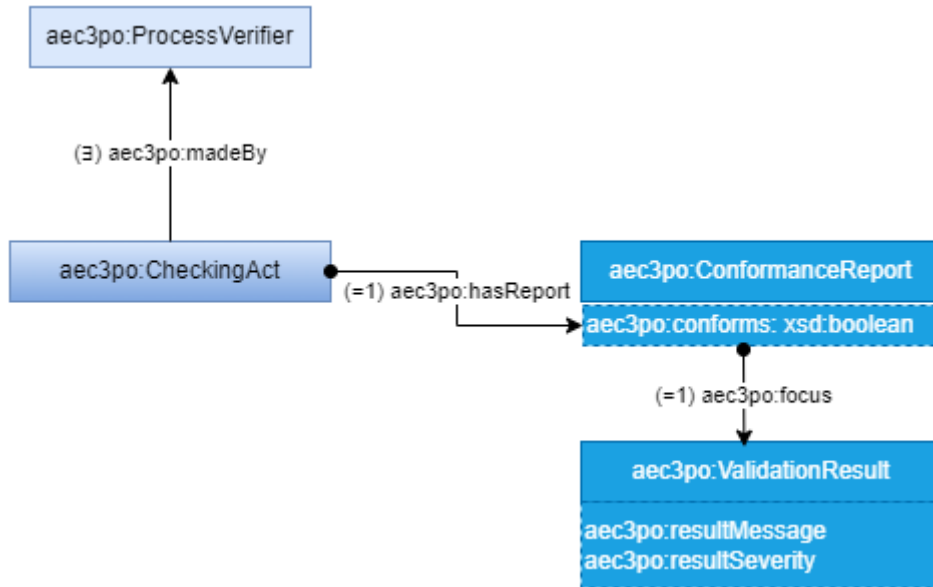 aec3po:ProcessVerifier
(∃) aec3po:madeBy
aec3po:CheckingAct
aec3po:ConformanceReport
(=1) aec3po:hasReport
aec3po:conforms: xsd:boolean
(=1) aec3po:focus
aec3po:ValidationResult
aec3po:resultMessage
aec3po:resultSeverity